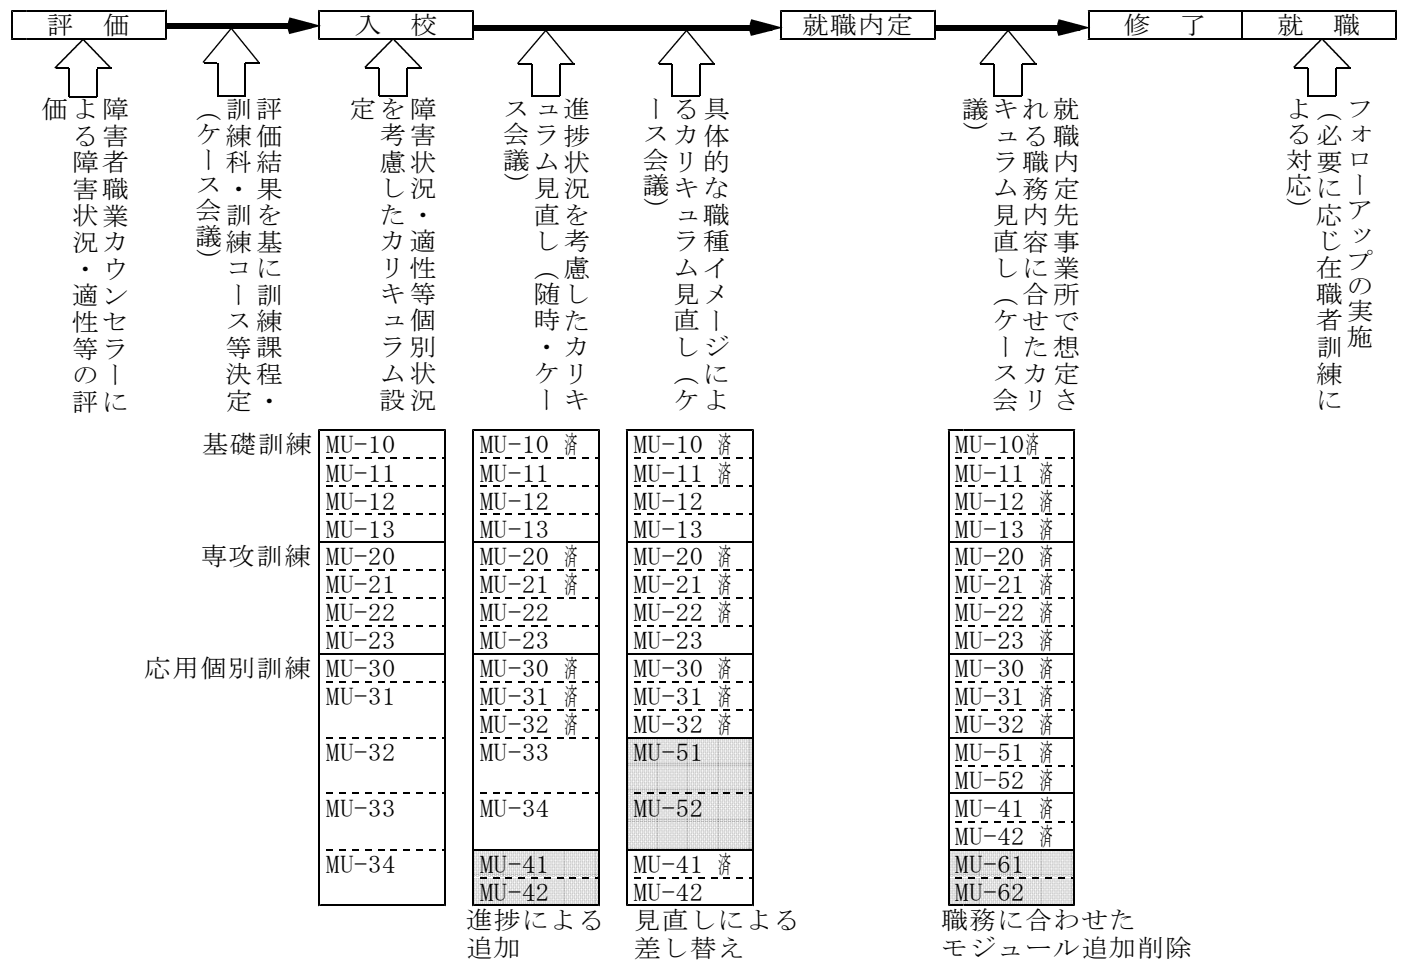 評　価
入　校
就職内定
修　了
就　職
障害者職業カウンセラーに
よる障害状況・適性等の評
価
評価結果を基に訓練課程・
訓練科・訓練コース等決定
（ケース会議）
障害状況・適性等個別状況
を考慮したカリキュラム設
定
進捗状況を考慮したカリキ
ュラム見直し（随時・ケー
ス会議）
具体的な職種イメージによ
るカリキュラム見直し（ケ
ース会議）
就職内定先事業所で想定さ
れる職務内容に合せたカリ
キュラム見直し（ケース会
議）
フォローアップの実施
（必要に応じ在職者訓練に
よる対応）
基礎訓練
専攻訓練
応用個別訓練
MU-10
MU-11
MU-12
MU-13
MU-20
MU-21
MU-22
MU-23
MU-30
MU-31
MU-32
MU-33
MU-34
MU-10 済
MU-11
MU-12
MU-13
MU-20 済
MU-21 済
MU-22
MU-23
MU-30 済
MU-31 済
MU-32 済
MU-33
MU-34
MU-41
MU-42
進捗による
追加
MU-10 済
MU-11 済
MU-12
MU-13
MU-20 済
MU-21 済
MU-22 済
MU-23
MU-30 済
MU-31 済
MU-32 済
MU-51
MU-52
MU-41 済
MU-42
見直しによる
差し替え
MU-10済
MU-11 済
MU-12 済
MU-13 済
MU-20 済
MU-21 済
MU-22 済
MU-23 済
MU-30 済
MU-31 済
MU-32 済
MU-51 済
MU-52 済
MU-41 済
MU-42 済
MU-61
MU-62
職務に合わせた
モジュール追加削除